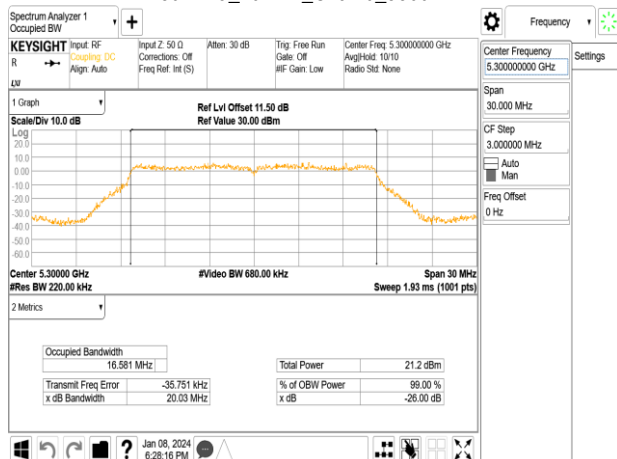 Spectrum Analyzer 1
Occupied BW
KEYSIGHT
R
Input: RF
Coupling: DC
Align: Auto
Input Z: 50 Ω
Corrections: Off
Freq Ref: Int (S)
Atten: 30 dB
Trig: Free Run
Gate: Off
#IF Gain: Low
Center Freq: 5.300000000 GHz
Avg|Hold: 10/10
Radio Std: None
LXI
1 Graph
Scale/Div 10.0 dB
Ref Lvl Offset 11.50 dB
Ref Value 30.00 dBm
Log
20.0
10.0
0.00
-10.0
-20.0
-30.0
-40.0
-50.0
-60.0
Center 5.30000 GHz
#Video BW 680.00 kHz
Span 30 MHz
#Res BW 220.00 kHz
Sweep 1.93 ms (1001 pts)
2 Metrics
Occupied Bandwidth
16.581 MHz
Total Power 21.2 dBm
Transmit Freq Error -35.751 kHz
% of OBW Power 99.00 %
x dB Bandwidth 20.03 MHz
x dB -26.00 dB
Jan 08, 2024
6:28:16 PM
Frequency
Settings
Center Frequency
5.300000000 GHz
Span
30.000 MHz
CF Step
3.000000 MHz
Auto
Man
Freq Offset
0 Hz